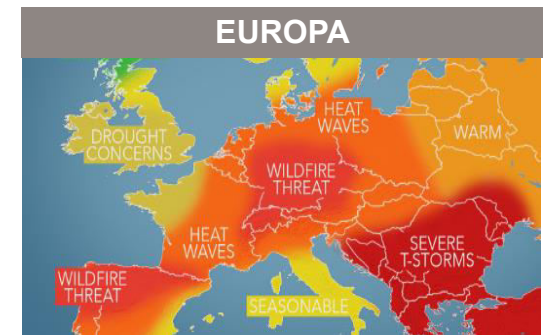 EUROPA
HEAT
WAVES
DROUGHT
CONCERNS
WARM
WILDFIRE
THREAT
HEAT
WAVES
SEVERE
T-STORMS
WILDFIRE
THREAT
SEASONABLE